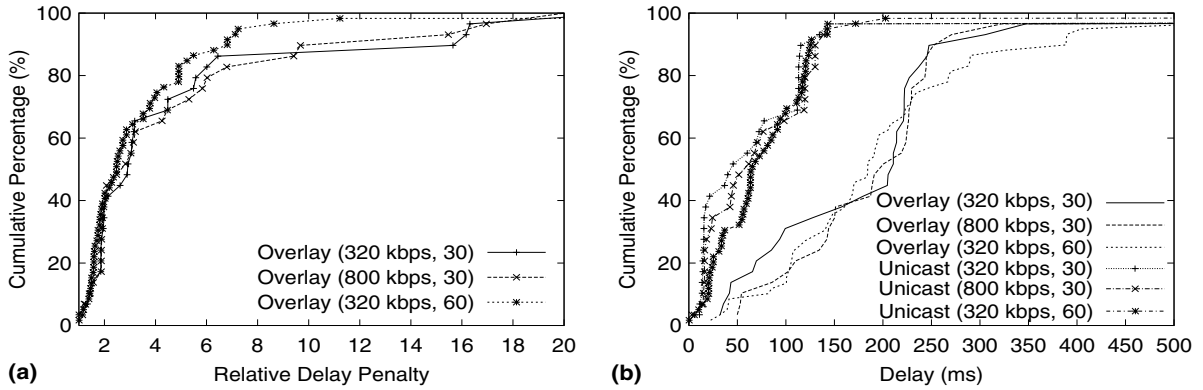 Cumulative Percentage (%)
100
80
60
40
20
0
Overlay (320 kbps, 30)
Overlay (800 kbps, 30)
Overlay (320 kbps, 60)
2 4 6 8 10 12 14 16 18 20
(a) Relative Delay Penalty
Cumulative Percentage (%)
100
80
60
40
20
0
Overlay (320 kbps, 30)
Overlay (800 kbps, 30)
Overlay (320 kbps, 60)
Unicast (320 kbps, 30)
Unicast (800 kbps, 30)
Unicast (320 kbps, 60)
0 50 100 150 200 250 300 350 400 450 500
(b) Delay (ms)